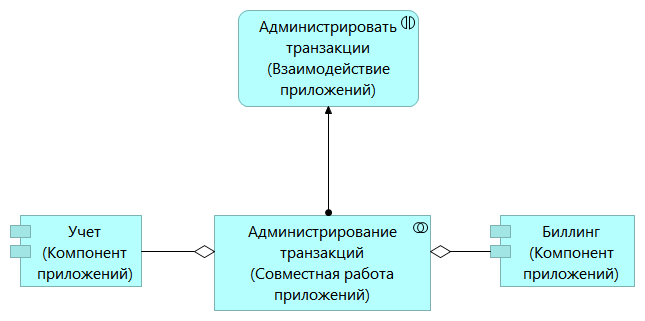 Администрировать
транзакции
(Взаимодействие
приложений)
Учет
(Компонент
приложений)
Администрирование
транзакций
(Совместная работа
приложений)
Биллинг
(Компонент
приложений)